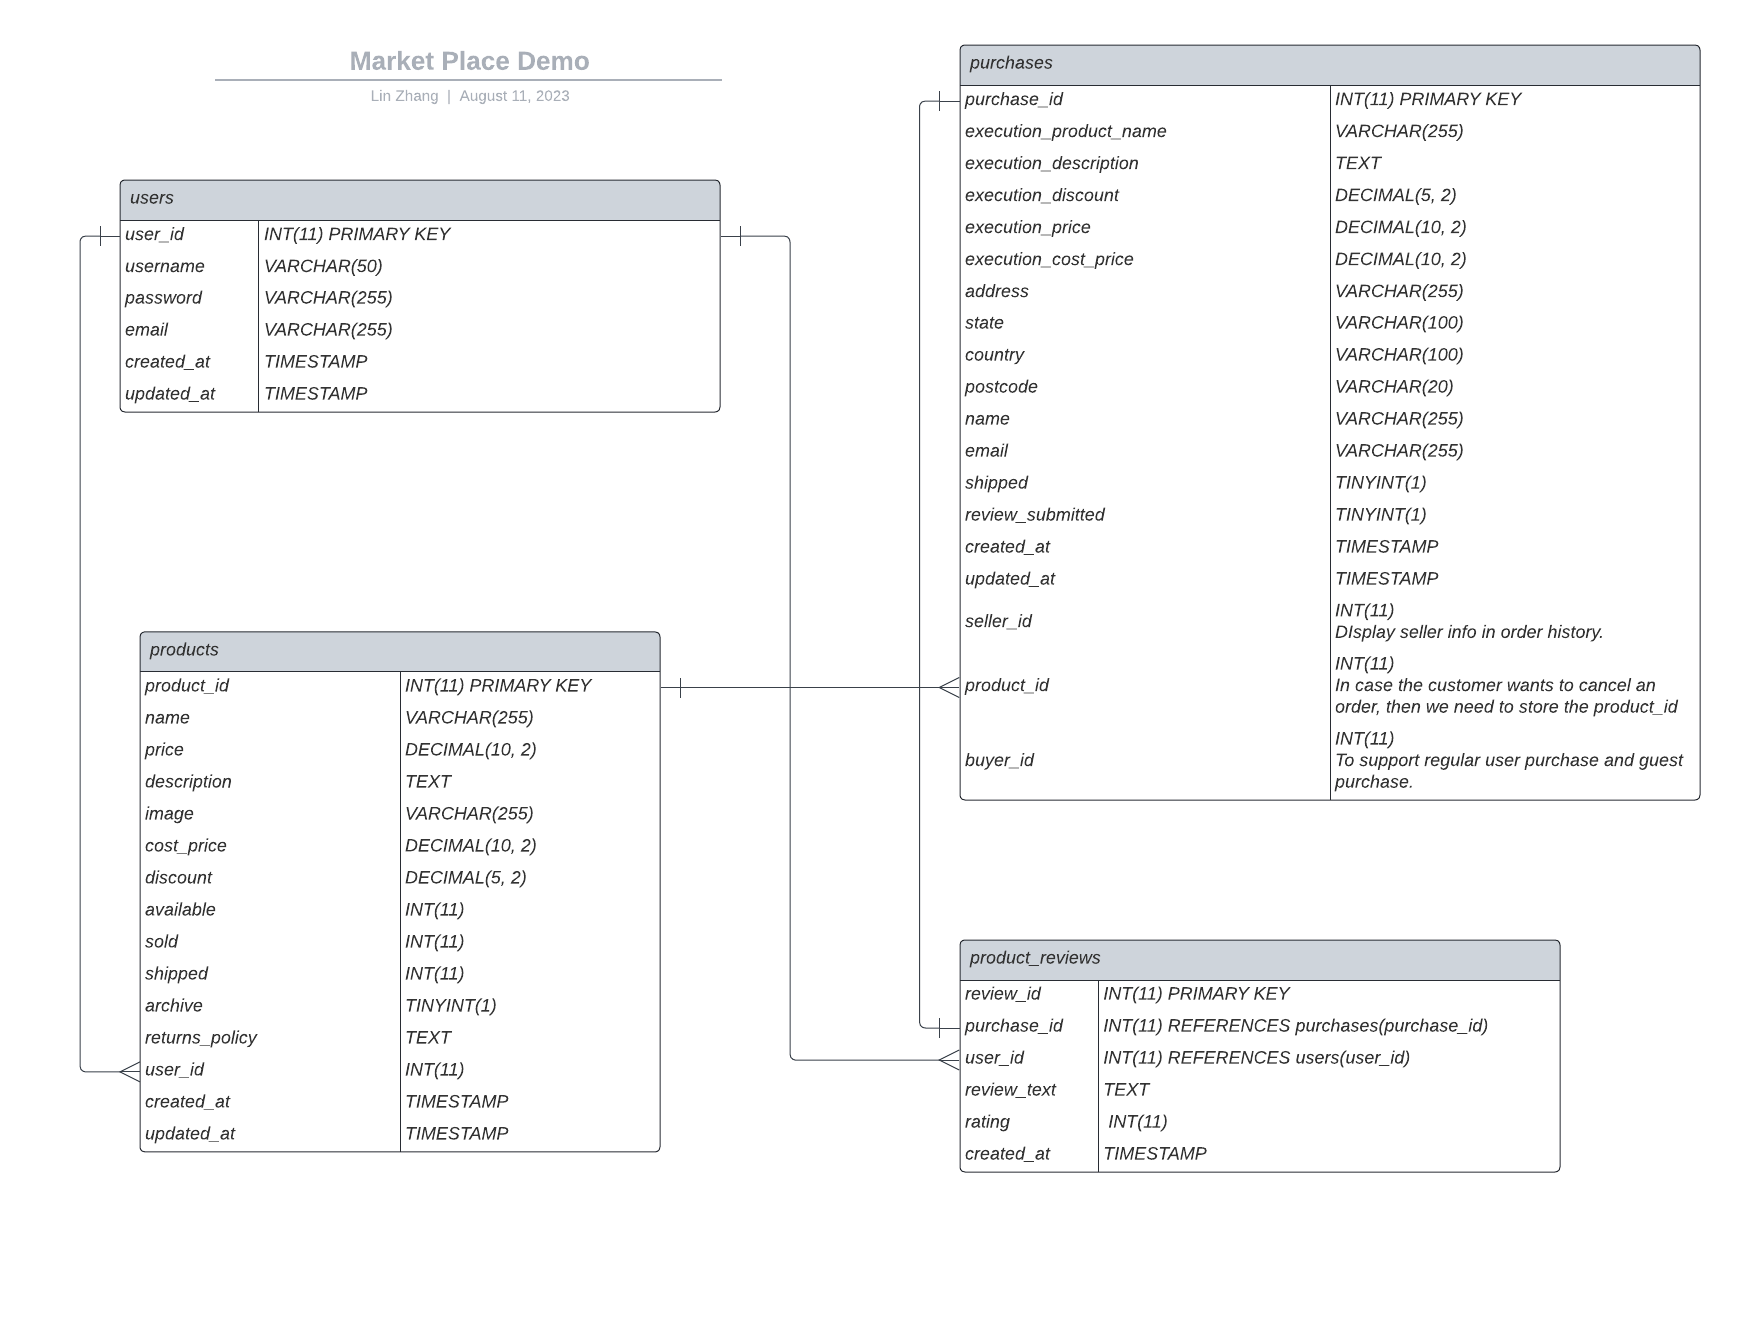 Market Place Demo
Lin Zhang | August 11, 2023
users
user_id INT(11) PRIMARY KEY
username VARCHAR(50)
password VARCHAR(255)
email VARCHAR(255)
created_at TIMESTAMP
updated_at TIMESTAMP
products
product_id INT(11) PRIMARY KEY
name VARCHAR(255)
price DECIMAL(10, 2)
description TEXT
image VARCHAR(255)
cost_price DECIMAL(10, 2)
discount DECIMAL(5, 2)
available INT(11)
sold INT(11)
shipped INT(11)
archive TINYINT(1)
returns_policy TEXT
user_id INT(11)
created_at TIMESTAMP
updated_at TIMESTAMP
purchases
purchase_id INT(11) PRIMARY KEY
execution_product_name VARCHAR(255)
execution_description TEXT
execution_discount DECIMAL(5, 2)
execution_price DECIMAL(10, 2)
execution_cost_price DECIMAL(10, 2)
address VARCHAR(255)
state VARCHAR(100)
country VARCHAR(100)
postcode VARCHAR(20)
name VARCHAR(255)
email VARCHAR(255)
shipped TINYINT(1)
review_submitted TINYINT(1)
created_at TIMESTAMP
updated_at TIMESTAMP
seller_id INT(11)
DIsplay seller info in order history.
product_id INT(11)
In case the customer wants to cancel an
order, then we need to store the product_id
buyer_id INT(11)
To support regular user purchase and guest
purchase.
product_reviews
review_id INT(11) PRIMARY KEY
purchase_id INT(11) REFERENCES purchases(purchase_id)
user_id INT(11) REFERENCES users(user_id)
review_text TEXT
rating INT(11)
created_at TIMESTAMP